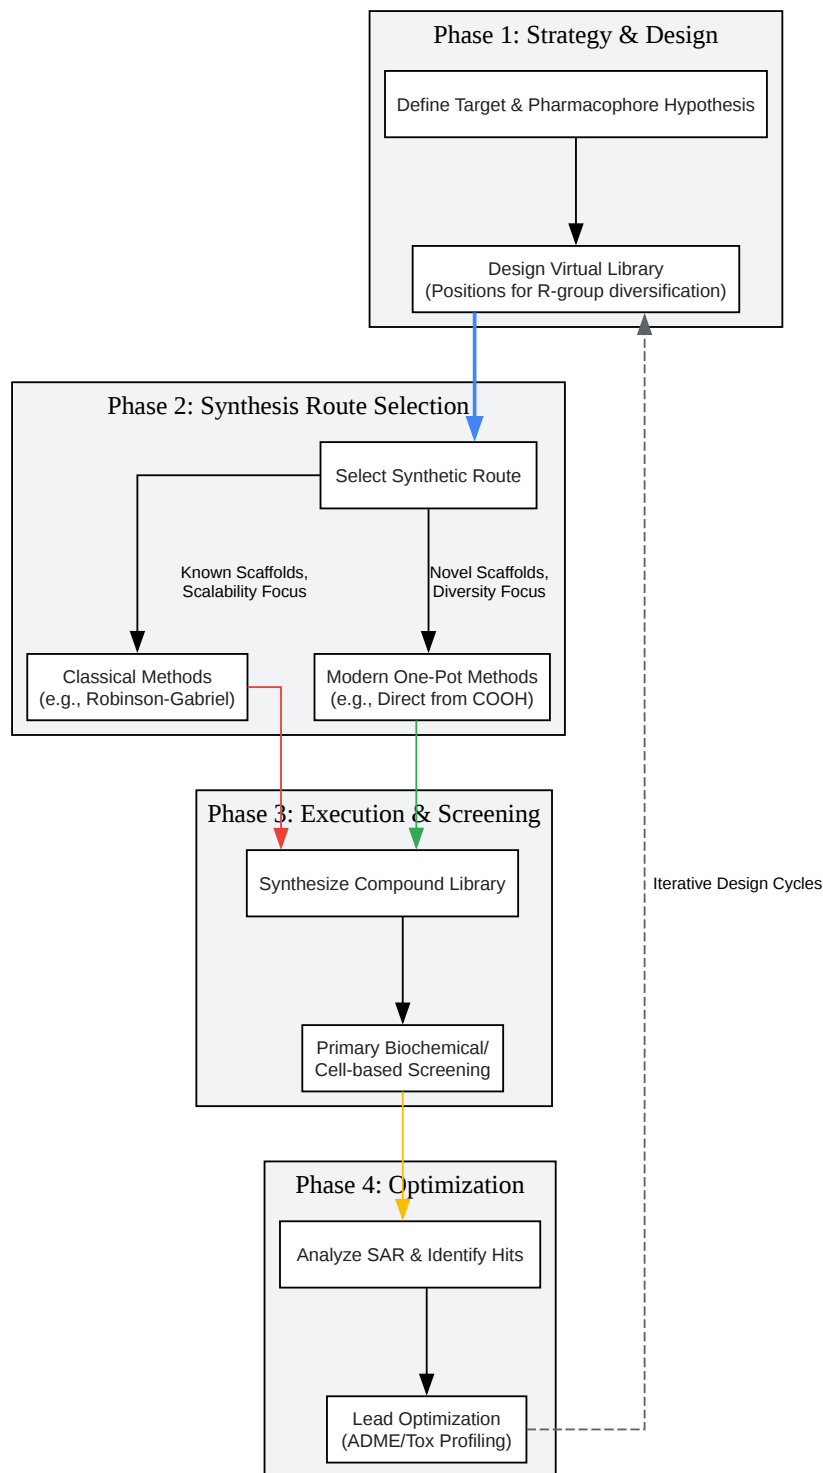 Phase 1: Strategy & Design
Define Target & Pharmacophore Hypothesis
Design Virtual Library
(Positions for R-group diversification)
Phase 2: Synthesis Route Selection
Select Synthetic Route
Known Scaffolds,
Scalability Focus
Novel Scaffolds,
Diversity Focus
Classical Methods
(e.g., Robinson-Gabriel)
Modern One-Pot Methods
(e.g., Direct from COOH)
Phase 3: Execution & Screening
Synthesize Compound Library
Iterative Design Cycles
Primary Biochemical/
Cell-based Screening
Phase 4: Optimization
Analyze SAR & Identify Hits
Lead Optimization
(ADME/Tox Profiling)